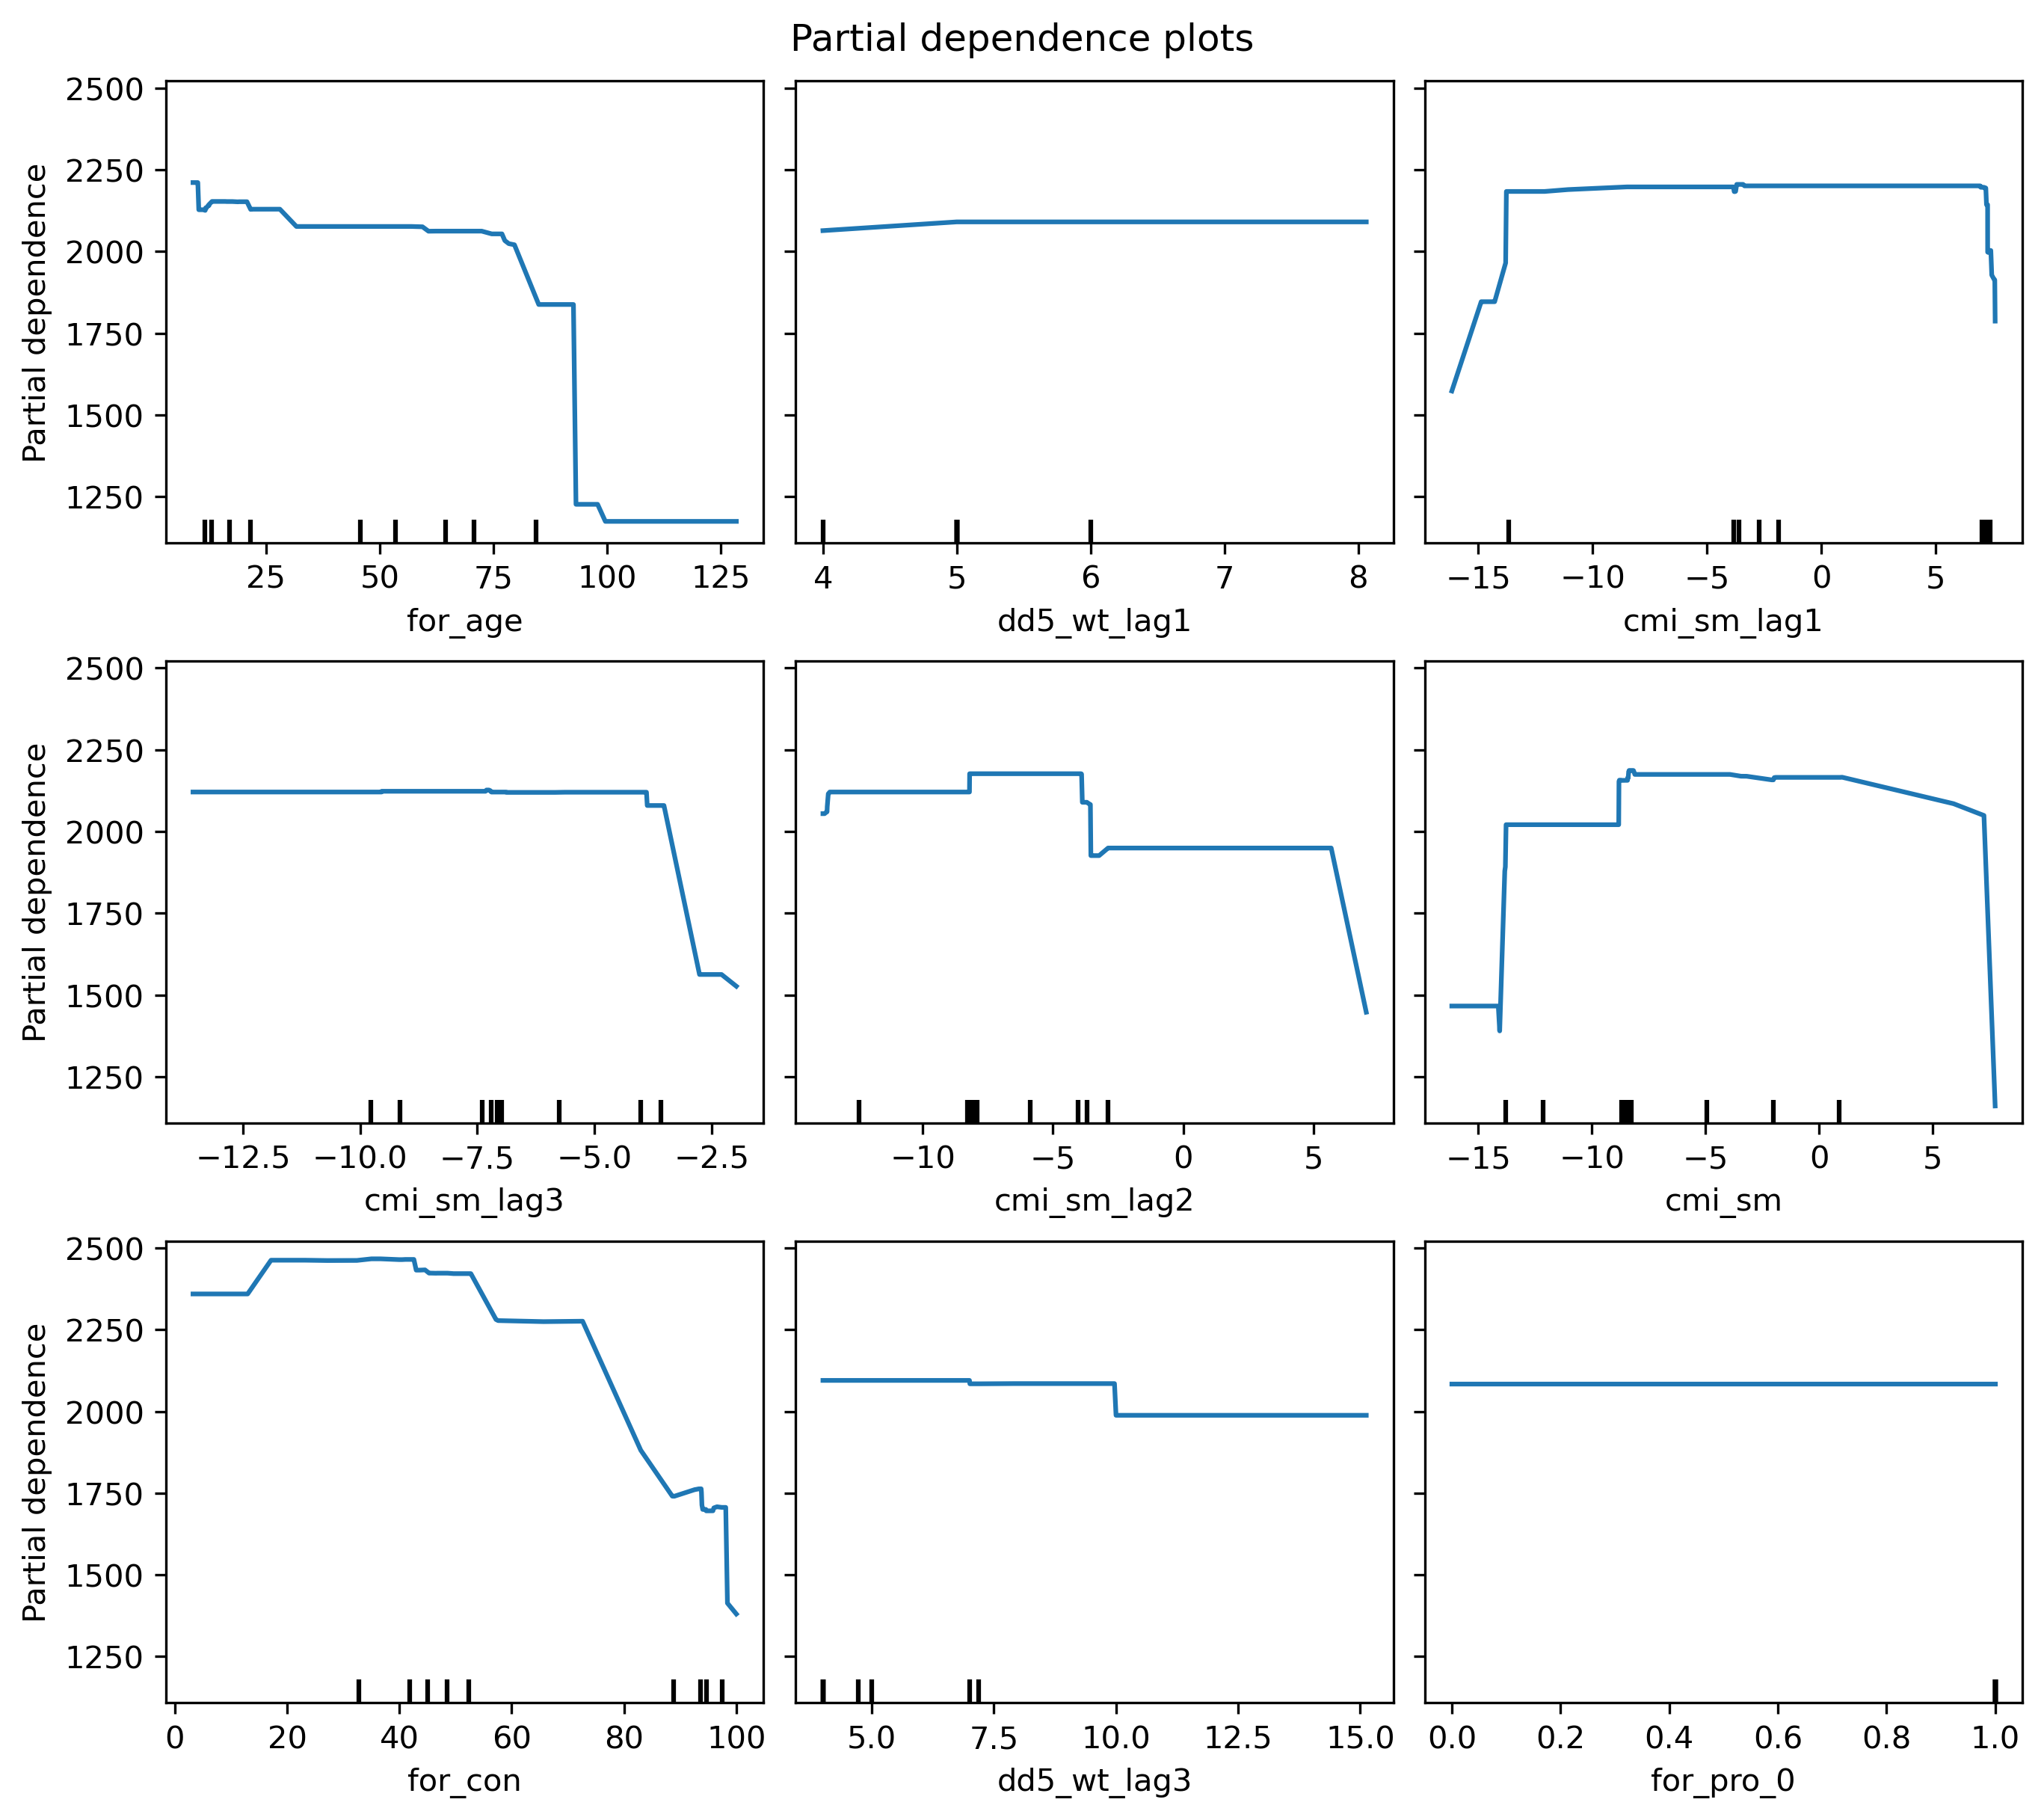 Partial dependence plots
2500
2250
2000
1750
1500
1250
Partial dependence
25 50 75 100 125
for_age
4 5 6 7 8
dd5_wt_lag1
−15 −10 −5 0 5
cmi_sm_lag1
2500
2250
2000
1750
1500
1250
Partial dependence
−12.5 −10.0 −7.5 −5.0 −2.5
cmi_sm_lag3
−10 −5 0 5
cmi_sm_lag2
−15 −10 −5 0 5
cmi_sm
2500
2250
2000
1750
1500
1250
Partial dependence
0 20 40 60 80 100
for_con
5.0 7.5 10.0 12.5 15.0
dd5_wt_lag3
0.0 0.2 0.4 0.6 0.8 1.0
for_pro_0